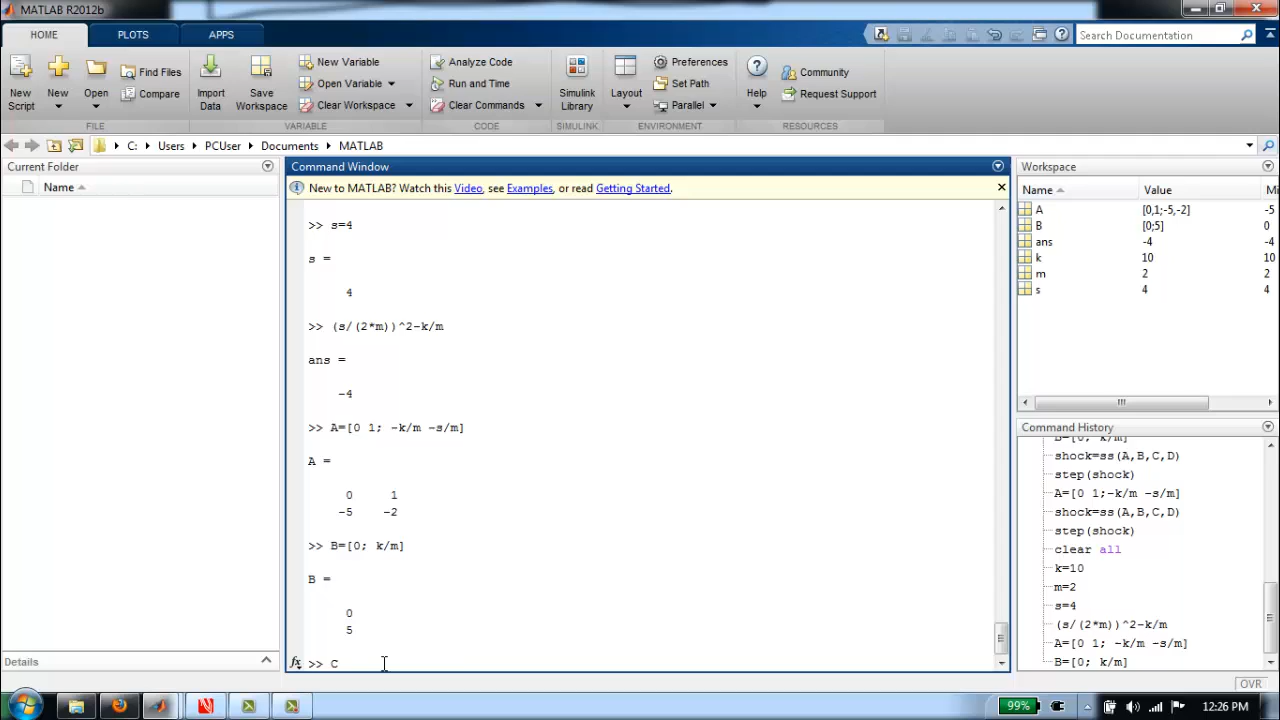 MATLAB R2012b
HOME PLOTS APPS
Search Documentation
New Script
New
Open
Find Files
Compare
FILE
Import Data
Save Workspace
New Variable
Open Variable
Clear Workspace
VARIABLE
Analyze Code
Run and Time
Clear Commands
CODE
Simulink Library
SIMULINK
Layout
Preferences
Set Path
Parallel
ENVIRONMENT
Help
Community
Request Support
RESOURCES
C: Users PCUser Documents MATLAB
Current Folder
Name
Details
Command Window
New to MATLAB? Watch this Video, see Examples, or read Getting Started.
>> s=4
s =
4
>> (s/(2*m))^2-k/m
ans =
-4
>> A=[0 1; -k/m -s/m]
A =
0 1
-5 -2
>> B=[0; k/m]
B =
0
5
fx >> C
Workspace
Name Value Mi
A [0,1;-5,-2] -5
B [0;5] 0
ans -4 -4
k 10 10
m 2 2
s 4 4
Command History
B=[0; k/m]
shock=ss(A,B,C,D)
step(shock)
A=[0 1;-k/m -s/m]
shock=ss(A,B,C,D)
step(shock)
clear all
k=10
m=2
s=4
(s/(2*m))^2-k/m
A=[0 1; -k/m -s/m]
B=[0; k/m]
OVR
99%
12:26 PM